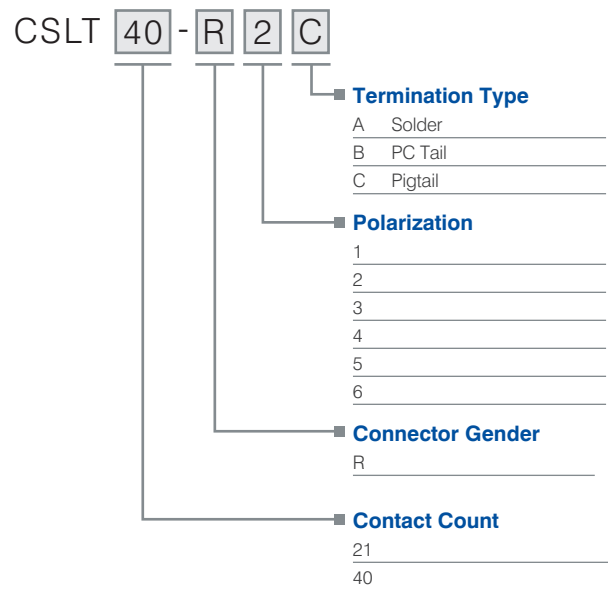 CSLT 40 - R 2 C
Termination Type
A Solder
B PC Tail
C Pigtail
Polarization
1
2
3
4
5
6
Connector Gender
R
Contact Count
21
40